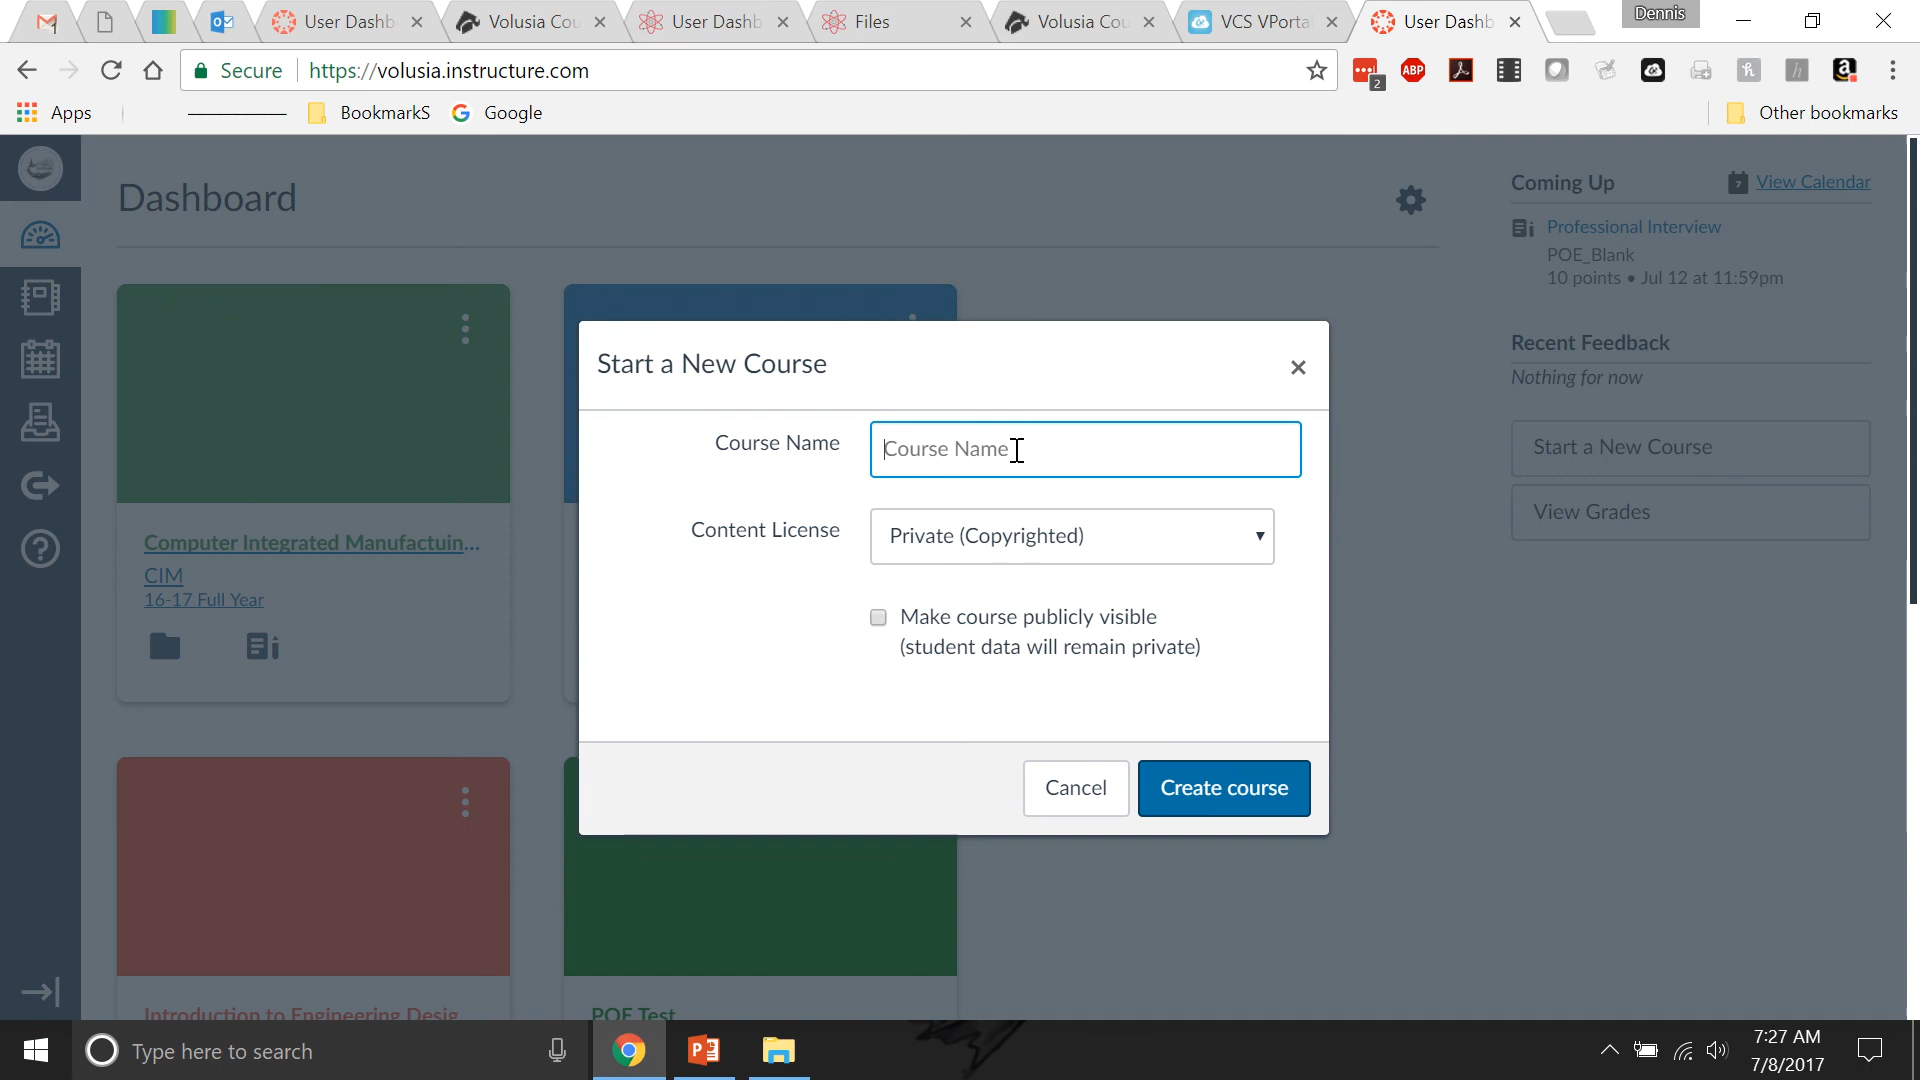 Dennis
User Dashb
Volusia Cou
User Dashb
Files
Volusia Cou
VCS VPorta
User Dashb
Secure
https://volusia.instructure.com
2
ABP
Apps
BookmarkS
Google
Other bookmarks
Dashboard
Coming Up
7
View Calendar
Professional Interview
POE_Blank
10 points • Jul 12 at 11:59pm
Recent Feedback
Nothing for now
Start a New Course
View Grades
Computer Integrated Manufactuin...
CIM
16-17 Full Year
Start a New Course
Course Name
Course Name
Content License
Private (Copyrighted)
Make course publicly visible
(student data will remain private)
Cancel
Create course
Introduction to Engineering Desig
POE Test
Type here to search
7:27 AM
7/8/2017